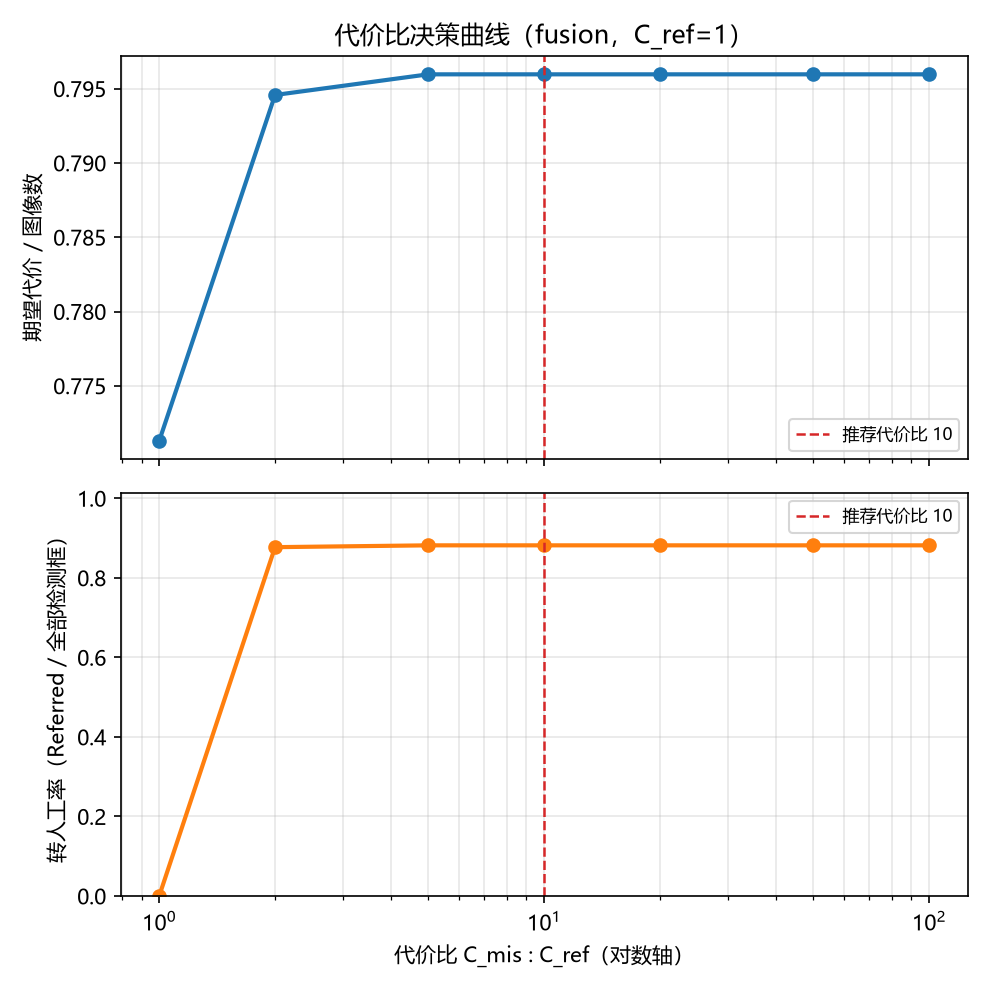 代价比决策曲线（fusion，C_ref=1）
期望代价 / 图像数
0.795
0.790
0.785
0.780
0.775
推荐代价比 10
转人工率（Referred / 全部检测框）
1.0
0.8
0.6
0.4
0.2
0.0
推荐代价比 10
10⁰
10¹
10²
代价比 C_mis : C_ref（对数轴）